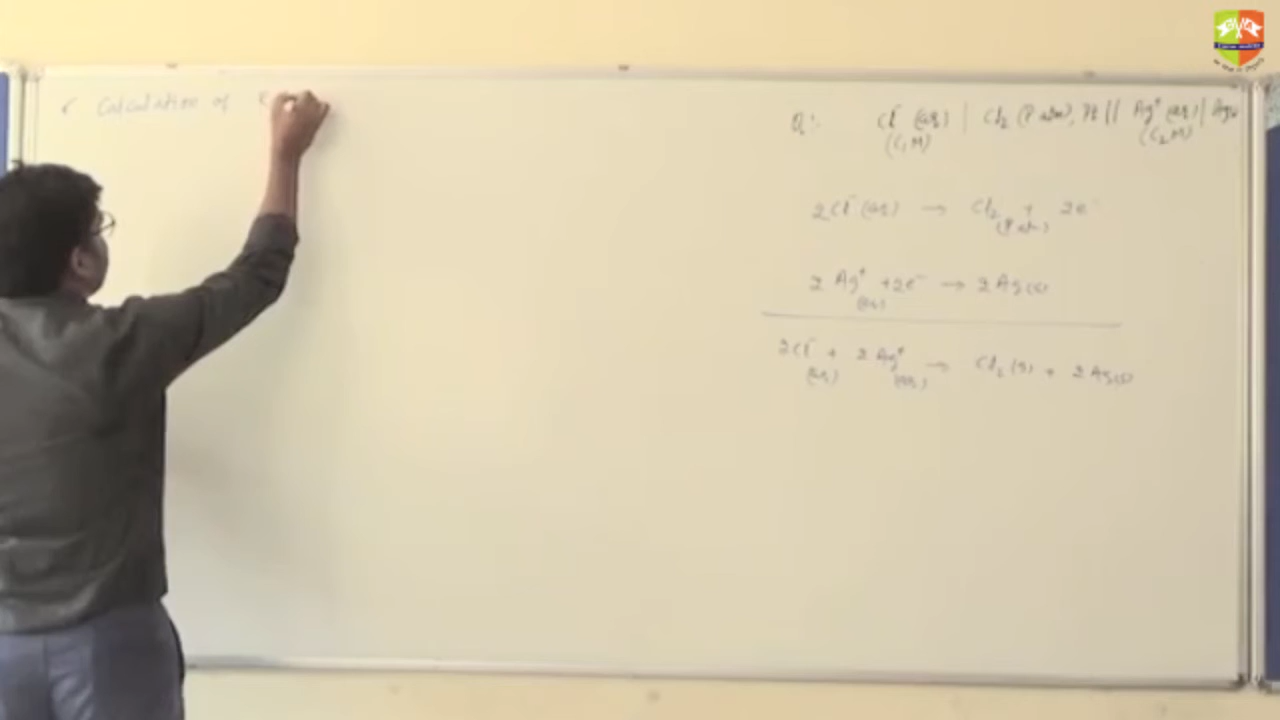 Calculation of
Q: Cl⁻ (aq) | Cl₂ (P atm), Pt || Ag⁺ (aq) | Ag(s)
(C₁M) (C₂M)
2Cl⁻(aq) → Cl₂ + 2e⁻
(P atm)
2 Ag⁺ + 2e⁻ → 2 Ag(s)
(aq)
2Cl⁻ + 2 Ag⁺ → Cl₂(g) + 2 Ag(s)
(aq) (aq)